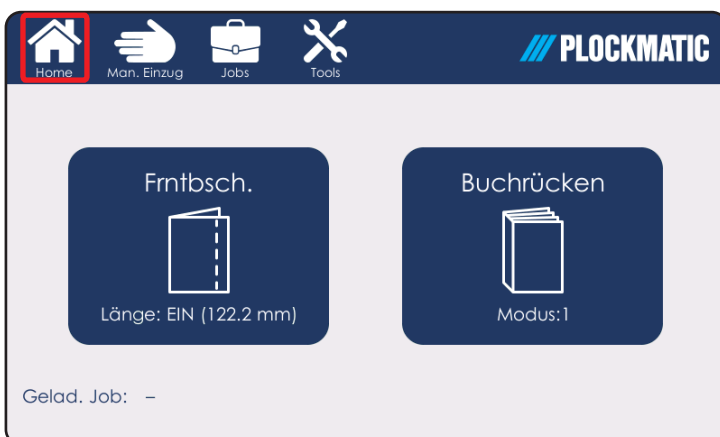 Home Man. Einzug Jobs Tools
PLOCKMATIC
Frntbsch.
Länge: EIN (122.2 mm)
Buchrücken
Modus:1
Gelad. Job: –